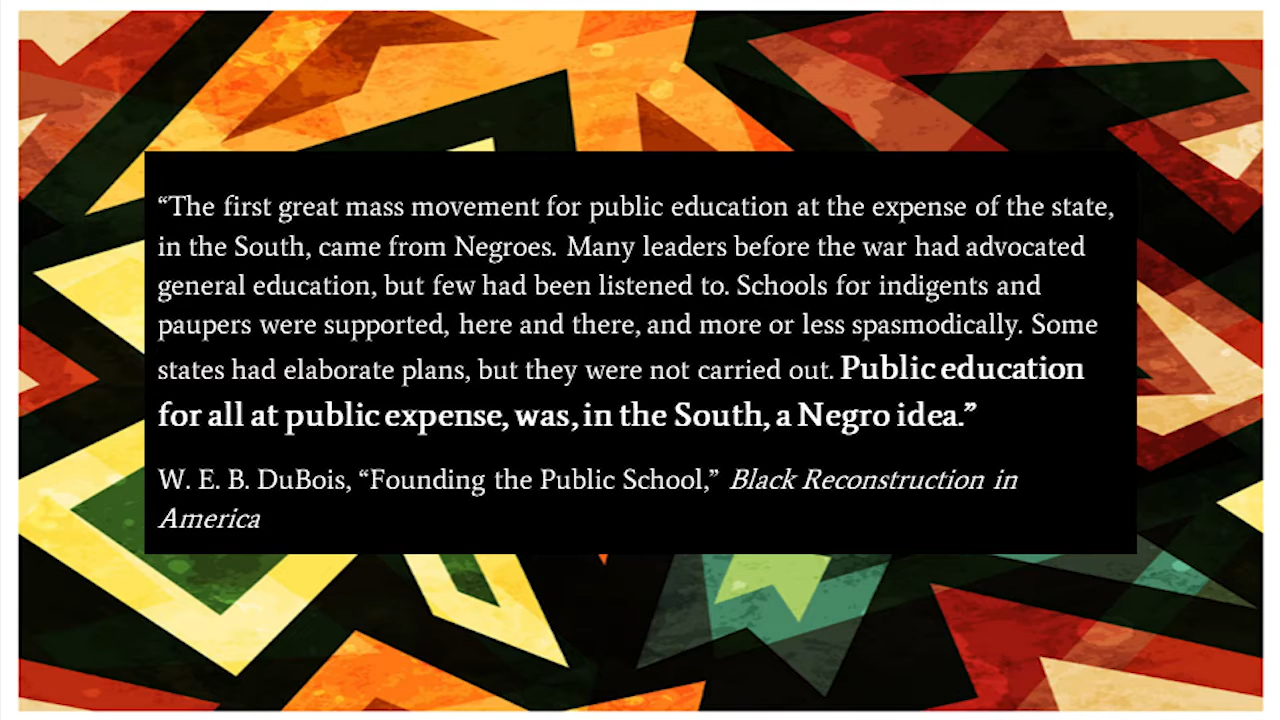 “The first great mass movement for public education at the expense of the state,
in the South, came from Negroes. Many leaders before the war had advocated
general education, but few had been listened to. Schools for indigents and
paupers were supported, here and there, and more or less spasmodically. Some
states had elaborate plans, but they were not carried out. Public education
for all at public expense, was, in the South, a Negro idea.”
W. E. B. DuBois, “Founding the Public School,” Black Reconstruction in
America